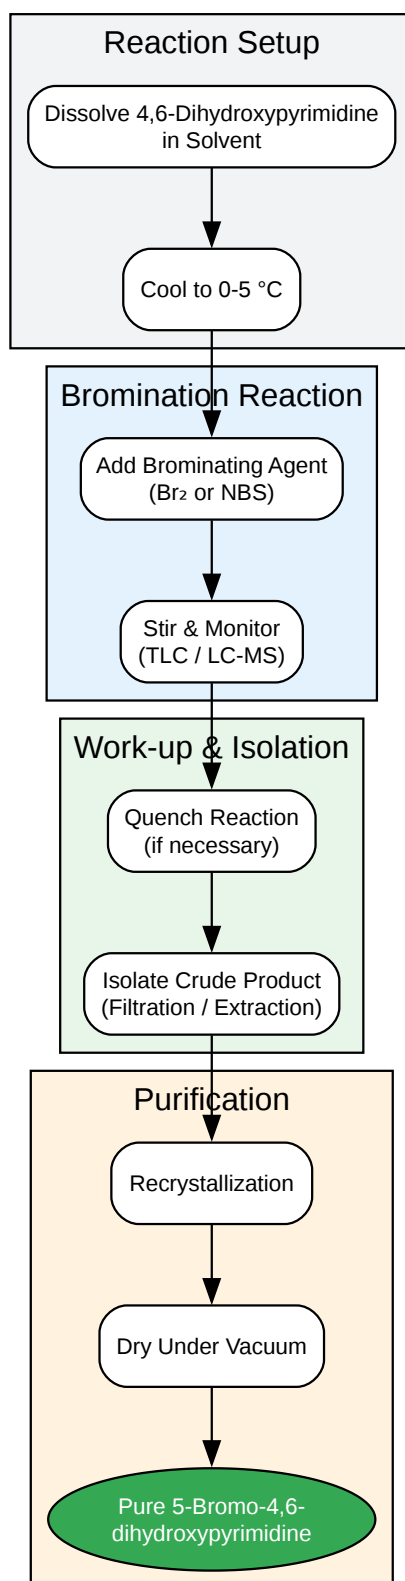 Reaction Setup
Dissolve 4,6-Dihydroxypyrimidine
in Solvent
Cool to 0-5 °C
Bromination Reaction
Add Brominating Agent
(Br₂ or NBS)
Stir & Monitor
(TLC / LC-MS)
Work-up & Isolation
Quench Reaction
(if necessary)
Isolate Crude Product
(Filtration / Extraction)
Purification
Recrystallization
Dry Under Vacuum
Pure 5-Bromo-4,6-
dihydroxypyrimidine